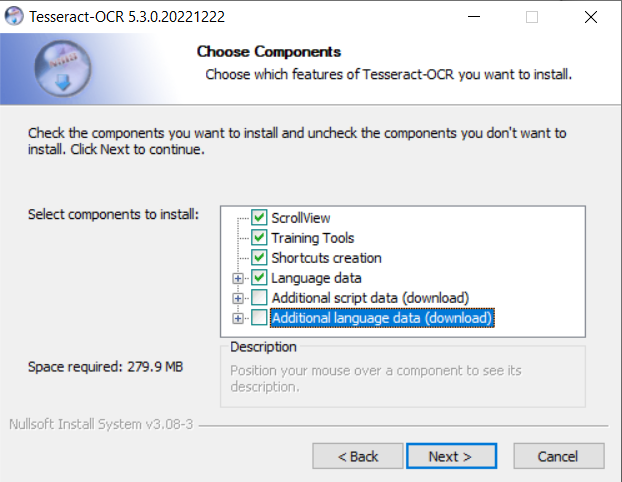 Tesseract-OCR 5.3.0.20221222
Choose Components
Choose which features of Tesseract-OCR you want to install.
Check the components you want to install and uncheck the components you don't want to
install. Click Next to continue.
Select components to install:
ScrollView
Training Tools
Shortcuts creation
Language data
Additional script data (download)
Additional language data (download)
Space required: 279.9 MB
Description
Position your mouse over a component to see its
description.
Nullsoft Install System v3.08-3
< Back
Next >
Cancel